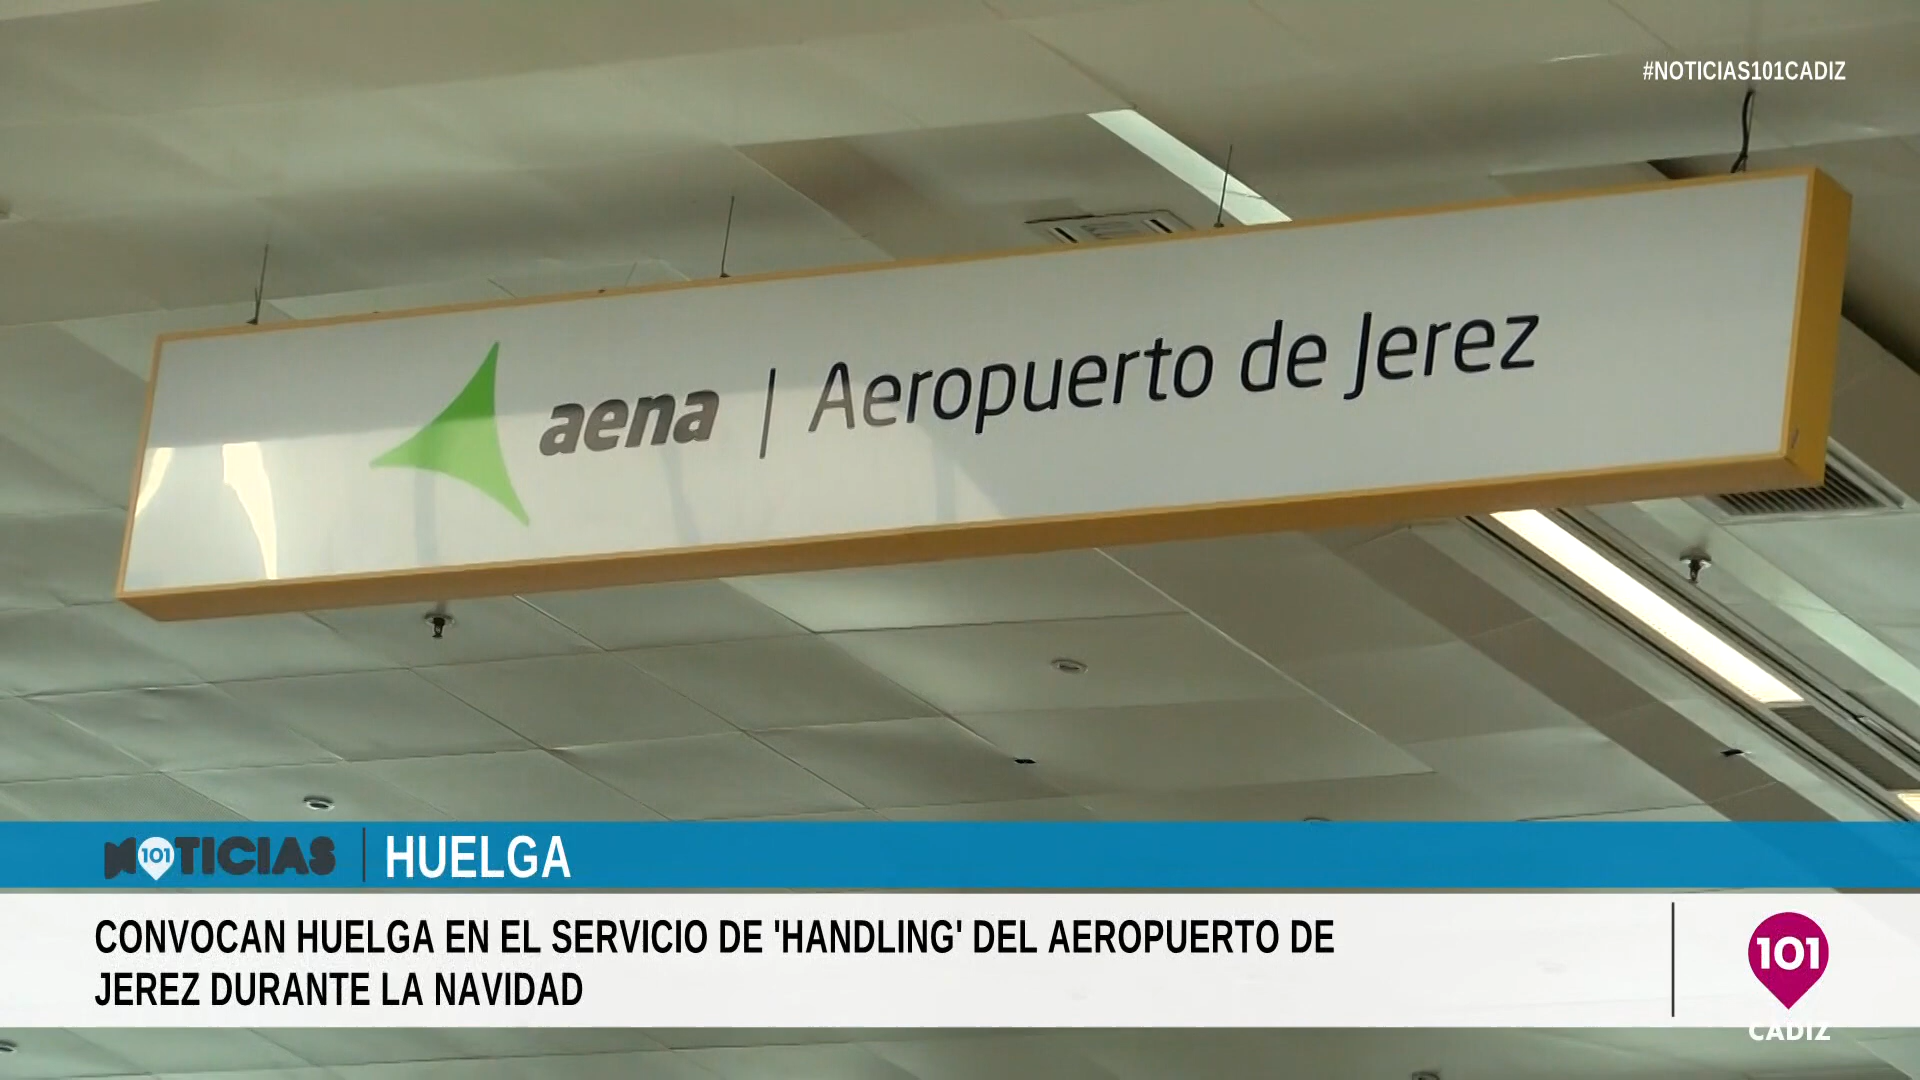 #NOTICIAS101CADIZ
aena | Aeropuerto de Jerez
NOTICIAS 101 | HUELGA
CONVOCAN HUELGA EN EL SERVICIO DE 'HANDLING' DEL AEROPUERTO DE
JEREZ DURANTE LA NAVIDAD
101
CÁDIZ